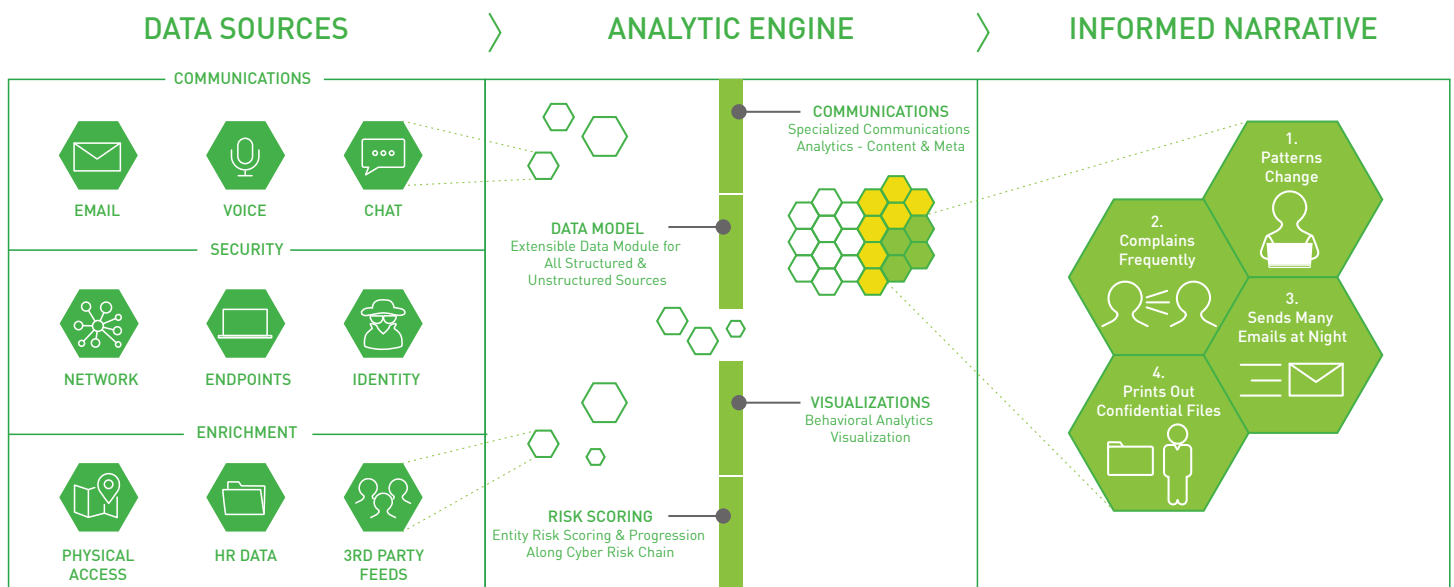 DATA SOURCES
ANALYTIC ENGINE
INFORMED NARRATIVE
COMMUNICATIONS
EMAIL
VOICE
CHAT
SECURITY
NETWORK
ENDPOINTS
IDENTITY
ENRICHMENT
PHYSICAL
ACCESS
HR DATA
3RD PARTY
FEEDS
COMMUNICATIONS
Specialized Communications
Analytics - Content & Meta
DATA MODEL
Extensible Data Module for
All Structured &
Unstructured Sources
VISUALIZATIONS
Behavioral Analytics
Visualization
RISK SCORING
Entity Risk Scoring & Progression
Along Cyber Risk Chain
1.
Patterns
Change
2.
Complains
Frequently
3.
Sends Many
Emails at Night
4.
Prints Out
Confidential Files